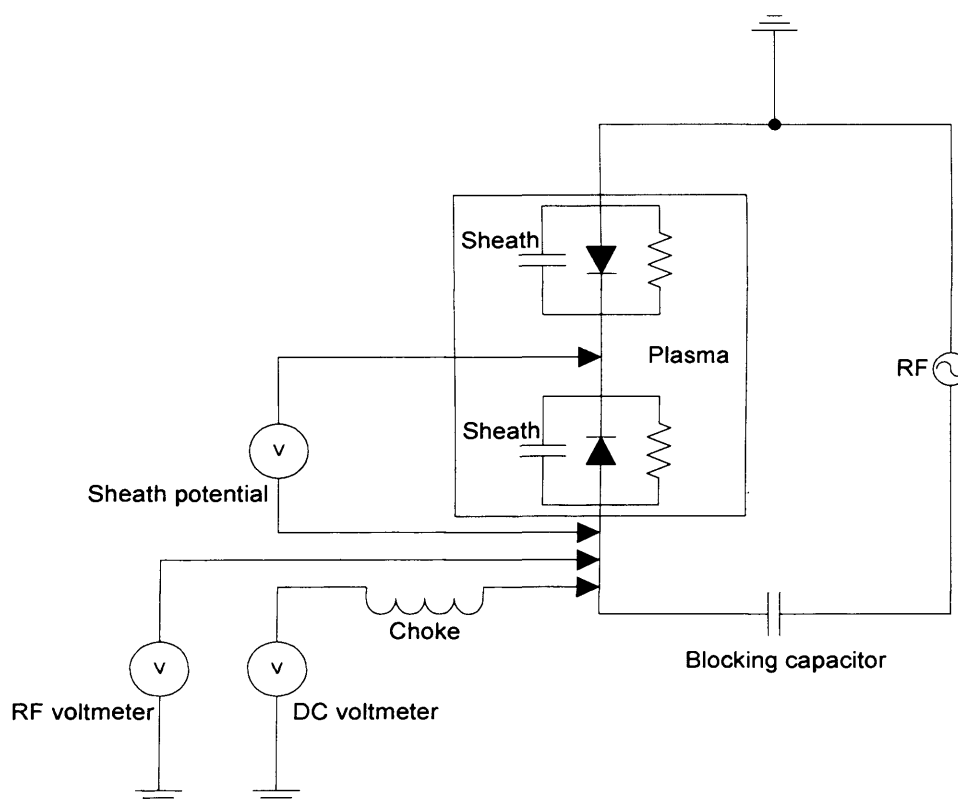 Sheath
Plasma
RF
Sheath
V
Sheath potential
Choke
Blocking capacitor
V
V
RF voltmeter
DC voltmeter